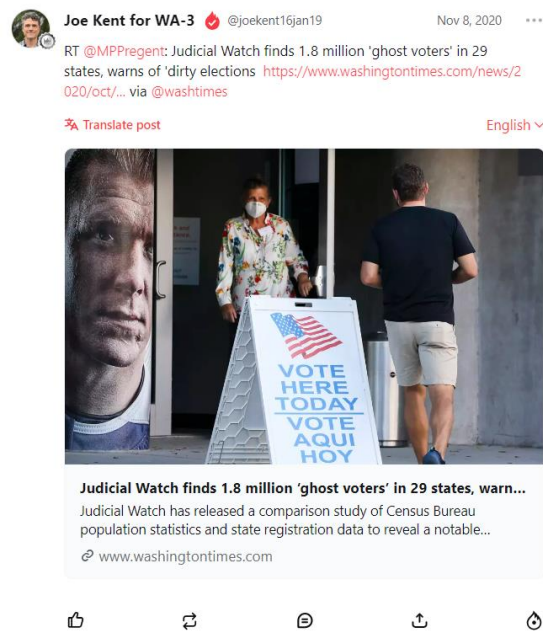 Joe Kent for WA-3 @joekent16jan19 Nov 8, 2020
RT @MPPregent: Judicial Watch finds 1.8 million 'ghost voters' in 29
states, warns of 'dirty elections https://www.washingtontimes.com/news/2
020/oct/... via @washtimes
Translate post English
VOTE
HERE
TODAY
VOTE
AQUI
HOY
Judicial Watch finds 1.8 million ‘ghost voters’ in 29 states, warn...
Judicial Watch has released a comparison study of Census Bureau
population statistics and state registration data to reveal a notable...
www.washingtontimes.com